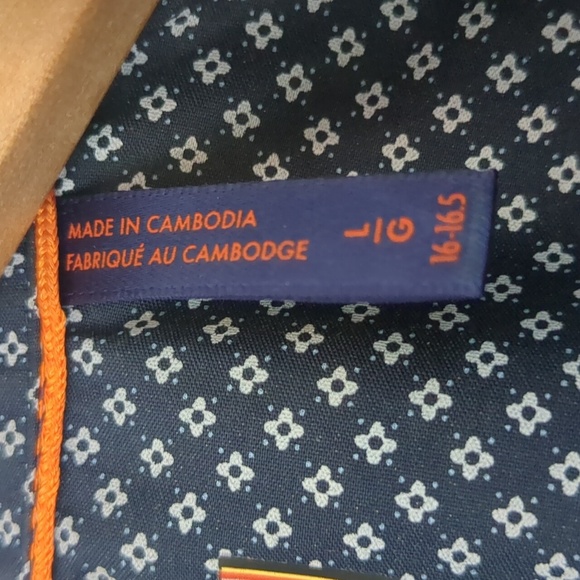 MADE IN CAMBODIA
FABRIQUÉ AU CAMBODGE
L/G
16-16.5